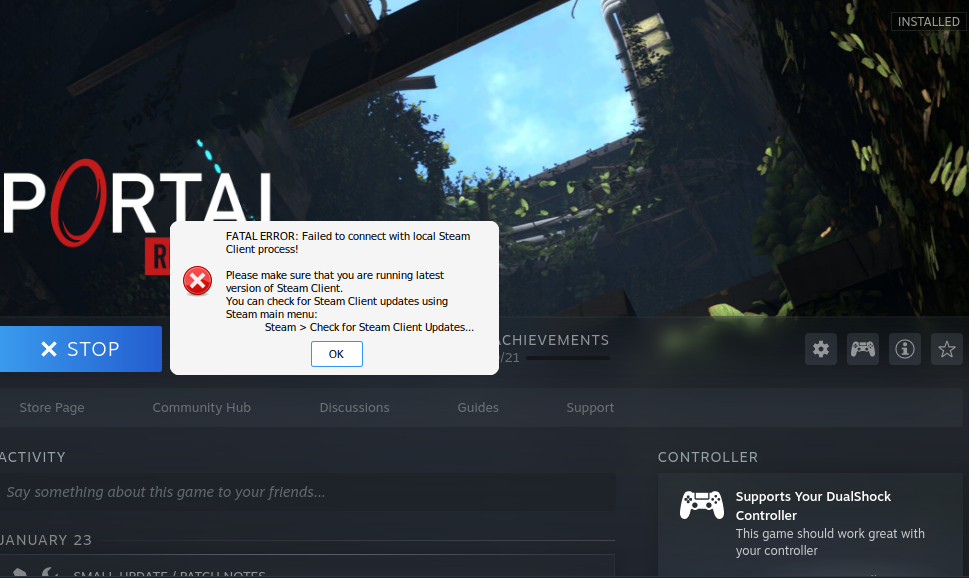 INSTALLED
PORTAL
R
FATAL ERROR: Failed to connect with local Steam
Client process!
Please make sure that you are running latest
version of Steam Client.
You can check for Steam Client updates using
Steam main menu:
Steam > Check for Steam Client Updates...
OK
STOP
CHIEVEMENTS
/21
Store Page
Community Hub
Discussions
Guides
Support
ACTIVITY
CONTROLLER
Say something about this game to your friends...
Supports Your DualShock
Controller
This game should work great with
your controller
JANUARY 23
SMALL UPDATE / PATCH NOTES